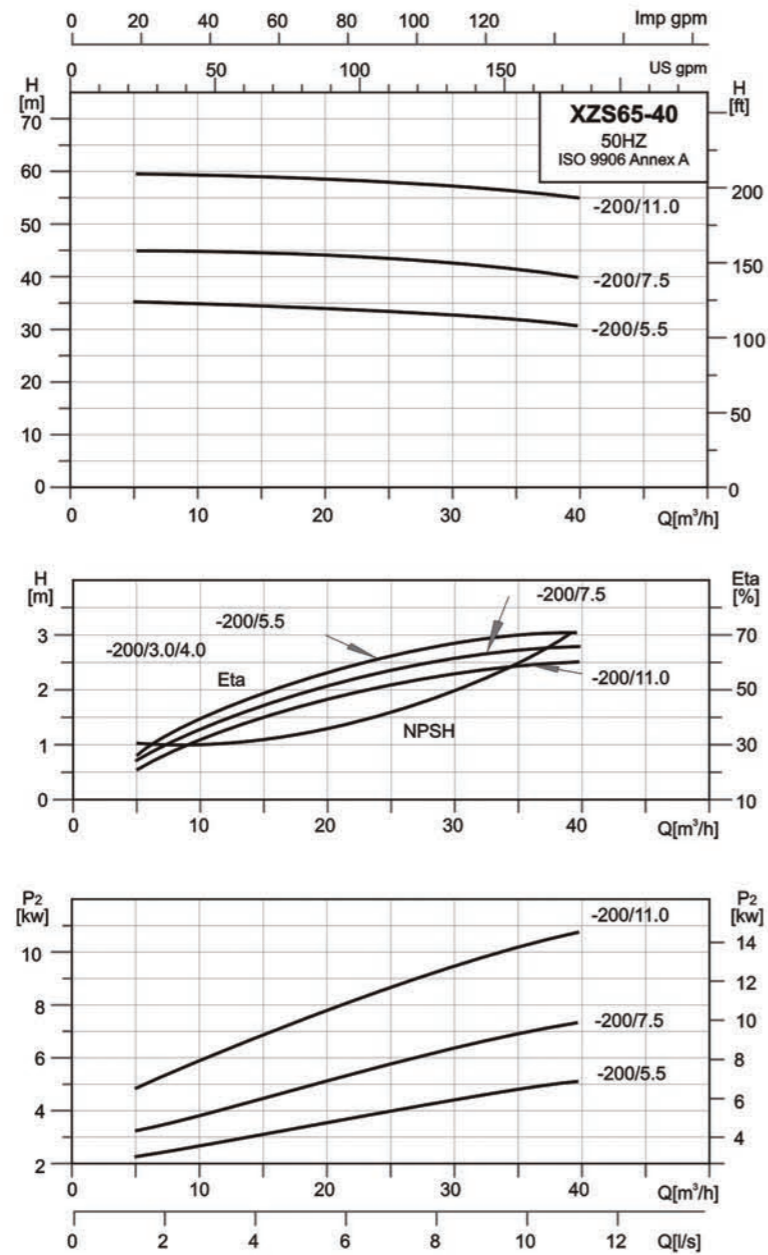 0 20 40 60 80 100 120 Imp gpm
0 50 100 150 US gpm
H
[m]
H
[ft]
XZS65-40
50HZ
ISO 9906 Annex A
70
60
50
40
30
20
10
0
200
150
100
50
0
-200/11.0
-200/7.5
-200/5.5
0 10 20 30 40 Q[m³/h]
H
[m]
Eta
[%]
3
2
1
0
70
50
30
10
-200/7.5
-200/5.5
-200/3.0/4.0
Eta
-200/11.0
NPSH
0 10 20 30 40 Q[m³/h]
P2
[kw]
P2
[kw]
10
8
6
4
2
14
12
10
8
6
4
-200/11.0
-200/7.5
-200/5.5
0 10 20 30 40 Q[m³/h]
0 2 4 6 8 10 12 Q[l/s]